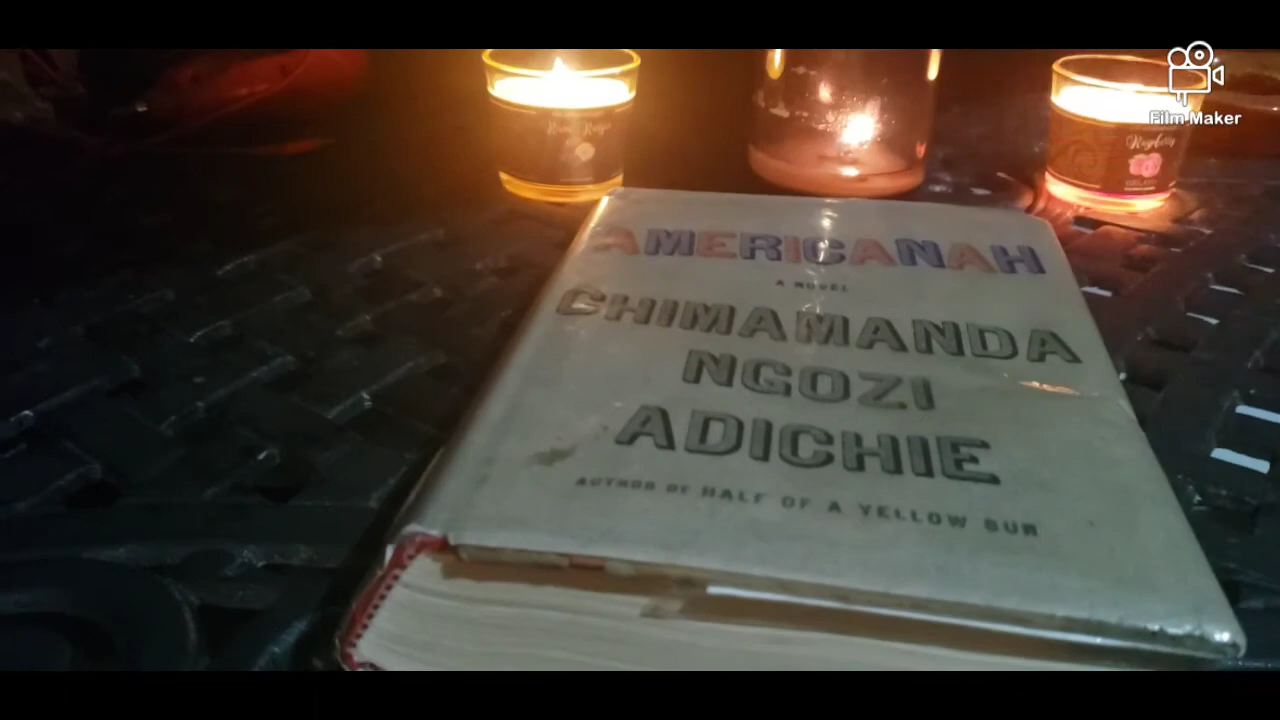 Film Maker
AMERICANAH
A NOVEL
CHIMAMANDA
NGOZI
ADICHIE
AUTHOR OF HALF OF A YELLOW SUN